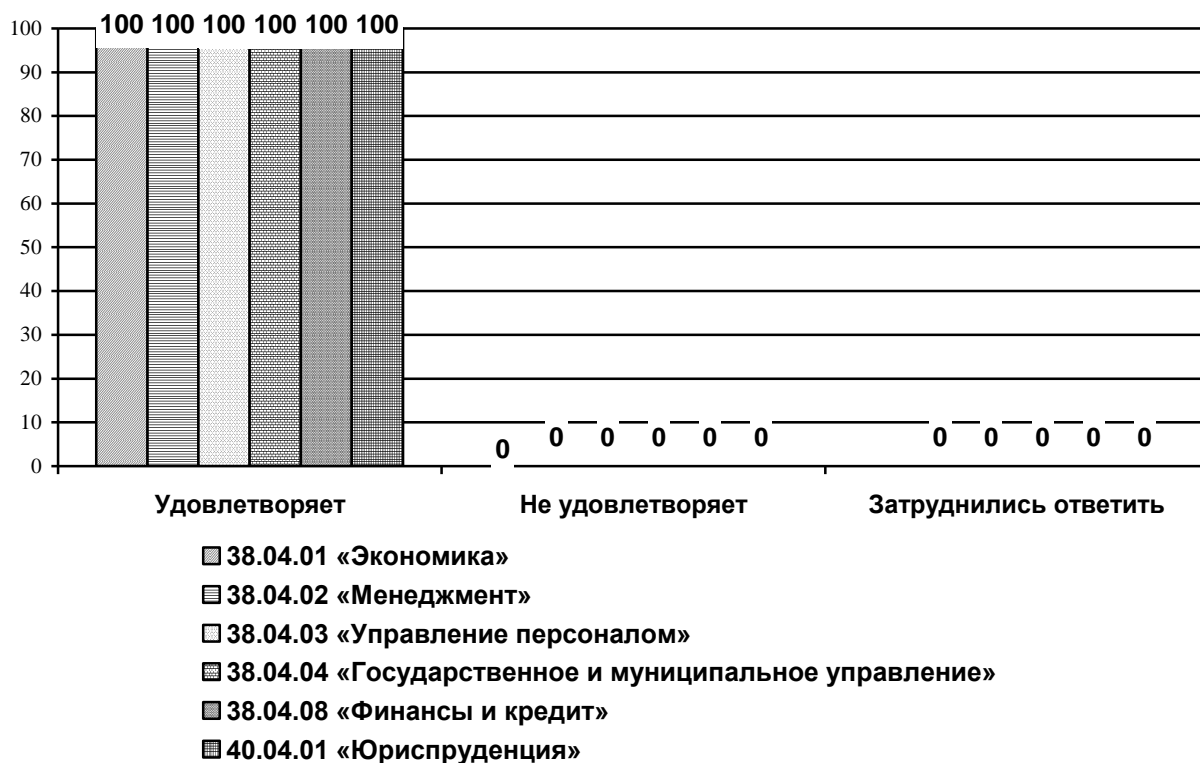 100 100 100 100 100 100
100
90
80
70
60
50
40
30
20
10
0
0 0 0 0 0 0
0 0 0 0 0
Удовлетворяет Не удовлетворяет Затруднились ответить
38.04.01 «Экономика»
38.04.02 «Менеджмент»
38.04.03 «Управление персоналом»
38.04.04 «Государственное и муниципальное управление»
38.04.08 «Финансы и кредит»
40.04.01 «Юриспруденция»